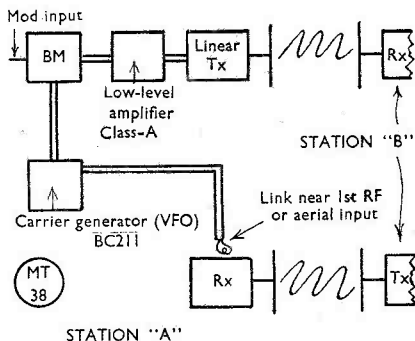 Mod input
BM
Linear
Tx
Rx
Low-level
amplifier
Class-A
STATION "B"
Carrier generator (VFO)
BC211
Link near 1st RF
or aerial input
MT
38
Rx
Tx
STATION "A"